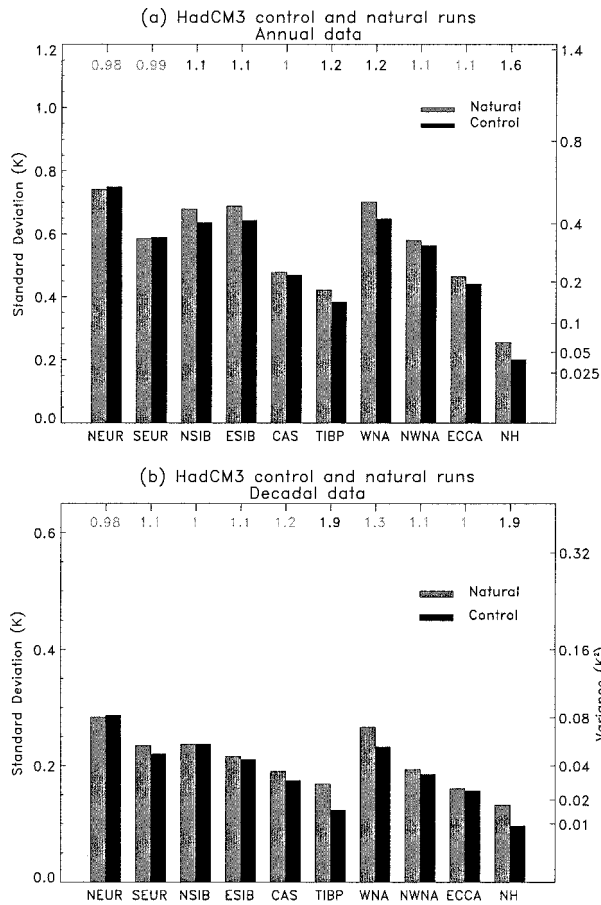 (a) HadCM3 control and natural runs
Annual data
0.98 0.99 1.1 1.1 1 1.2 1.2 1.1 1.1 1.6
1.2
1.0
0.8
0.6
0.4
0.2
0.0
Standard Deviation (K)
Natural
Control
1.4
0.8
0.4
0.2
0.1
0.05
0.025
NEUR SEUR NSIB ESIB CAS TIBP WNA NWNA ECCA NH
(b) HadCM3 control and natural runs
Decadal data
0.98 1.1 1 1.1 1.2 1.9 1.3 1.1 1 1.9
0.6
0.4
0.2
0.0
Standard Deviation (K)
Natural
Control
0.32
0.16
0.08
0.04
0.02
0.01
Variance (K²)
NEUR SEUR NSIB ESIB CAS TIBP WNA NWNA ECCA NH